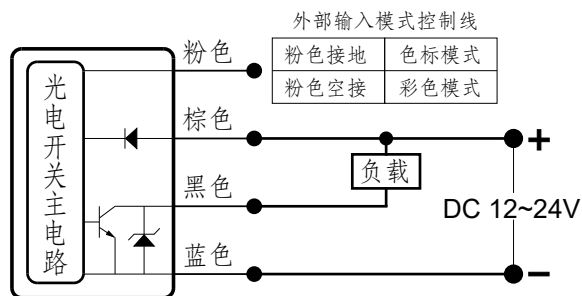 外部输入模式控制线
粉色
粉色接地 色标模式
粉色空接 彩色模式
光电开关主电路
棕色
+
负载
黑色
DC 12~24V
蓝色
−